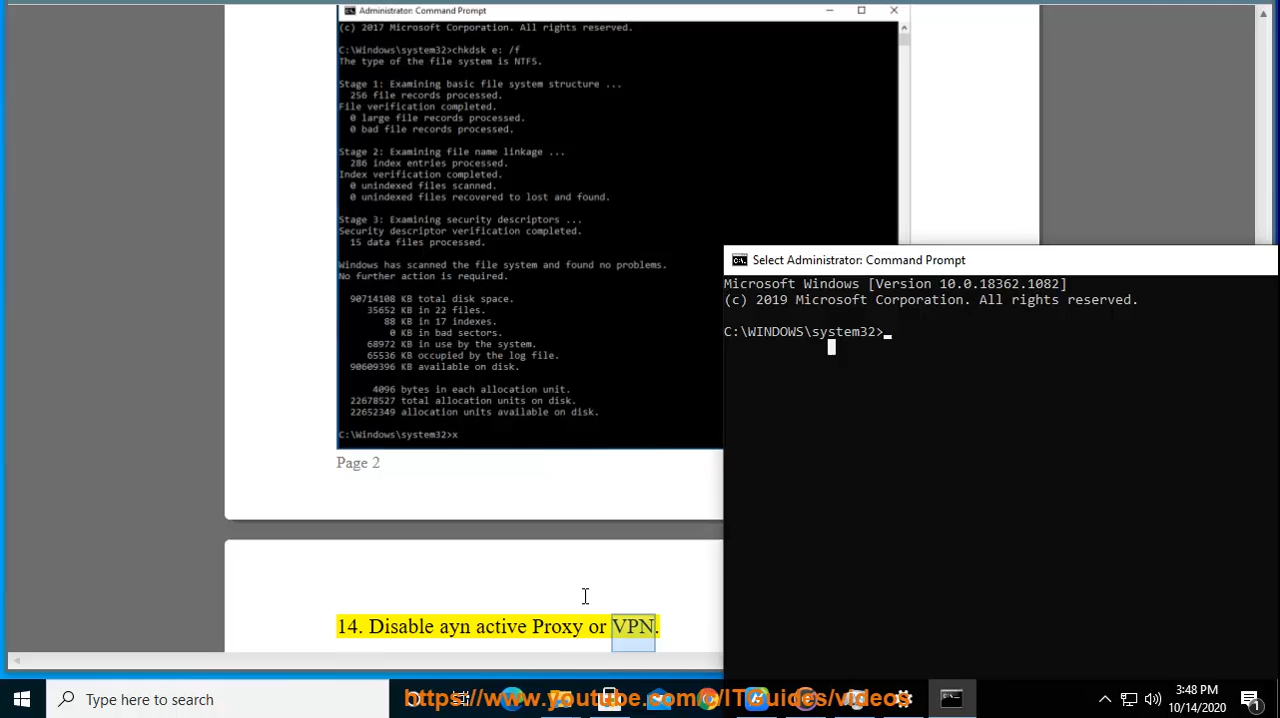 Administrator: Command Prompt
(c) 2017 Microsoft Corporation. All rights reserved.
C:\Windows\system32>chkdsk e: /f
The type of the file system is NTFS.
Stage 1: Examining basic file system structure ...
256 file records processed.
File verification completed.
0 large file records processed.
0 bad file records processed.
Stage 2: Examining file name linkage ...
286 index entries processed.
Index verification completed.
0 unindexed files scanned.
0 unindexed files recovered to lost and found.
Stage 3: Examining security descriptors ...
Security descriptor verification completed.
15 data files processed.
Windows has scanned the file system and found no problems.
No further action is required.
90714108 KB total disk space.
35652 KB in 22 files.
88 KB in 17 indexes.
0 KB in bad sectors.
68972 KB in use by the system.
65536 KB occupied by the log file.
90609396 KB available on disk.
4096 bytes in each allocation unit.
22678527 total allocation units on disk.
22652349 allocation units available on disk.
C:\Windows\system32>x
Page 2
14. Disable ayn active Proxy or VPN.
Select Administrator: Command Prompt
Microsoft Windows [Version 10.0.18362.1082]
(c) 2019 Microsoft Corporation. All rights reserved.
C:\WINDOWS\system32>
Type here to search
https://www.youtube.com/c/ITGuides/videos
3:48 PM
10/14/2020
1